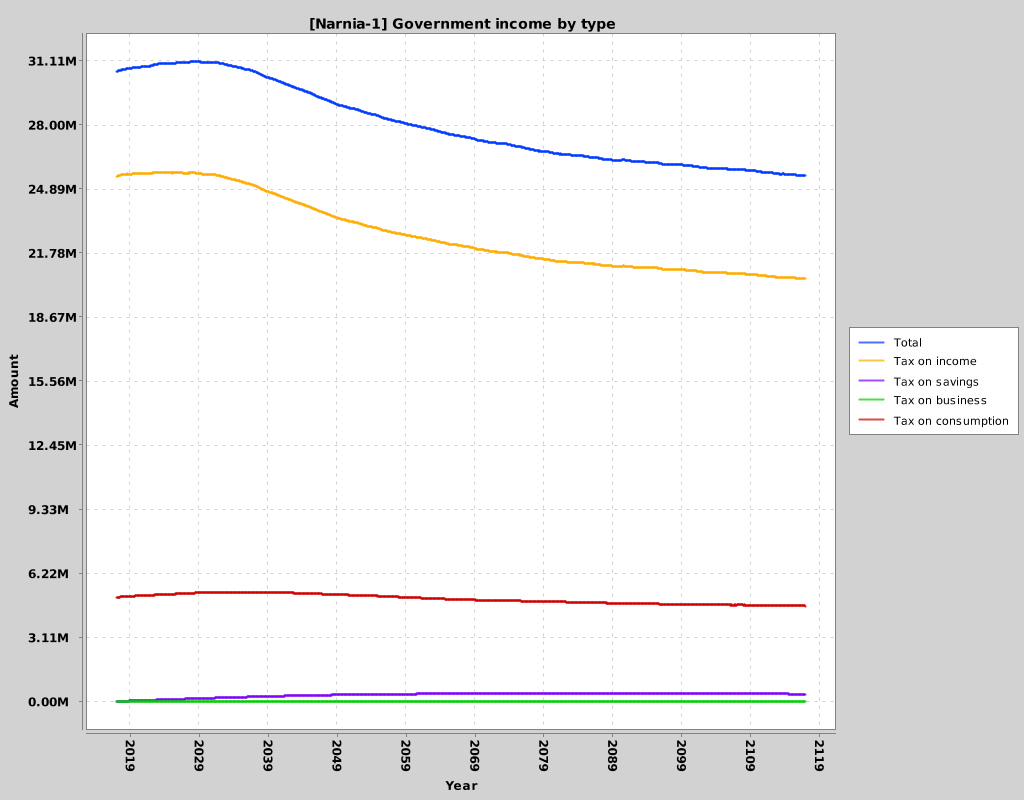 [Narnia-1] Government income by type
31.11M
28.00M
24.89M
21.78M
18.67M
15.56M
12.45M
9.33M
6.22M
3.11M
0.00M
Amount
2019
2029
2039
2049
2059
2069
2079
2089
2099
2109
2119
Year
Total
Tax on income
Tax on savings
Tax on business
Tax on consumption